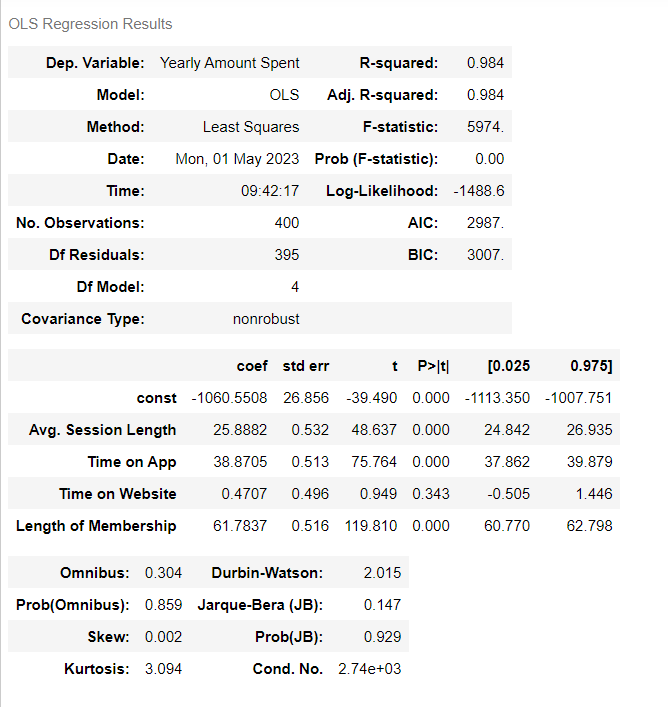 OLS Regression Results
Dep. Variable: Yearly Amount Spent R-squared: 0.984
Model: OLS Adj. R-squared: 0.984
Method: Least Squares F-statistic: 5974.
Date: Mon, 01 May 2023 Prob (F-statistic): 0.00
Time: 09:42:17 Log-Likelihood: -1488.6
No. Observations: 400 AIC: 2987.
Df Residuals: 395 BIC: 3007.
Df Model: 4
Covariance Type: nonrobust
coef std err t P>|t| [0.025 0.975]
const -1060.5508 26.856 -39.490 0.000 -1113.350 -1007.751
Avg. Session Length 25.8882 0.532 48.637 0.000 24.842 26.935
Time on App 38.8705 0.513 75.764 0.000 37.862 39.879
Time on Website 0.4707 0.496 0.949 0.343 -0.505 1.446
Length of Membership 61.7837 0.516 119.810 0.000 60.770 62.798
Omnibus: 0.304 Durbin-Watson: 2.015
Prob(Omnibus): 0.859 Jarque-Bera (JB): 0.147
Skew: 0.002 Prob(JB): 0.929
Kurtosis: 3.094 Cond. No. 2.74e+03